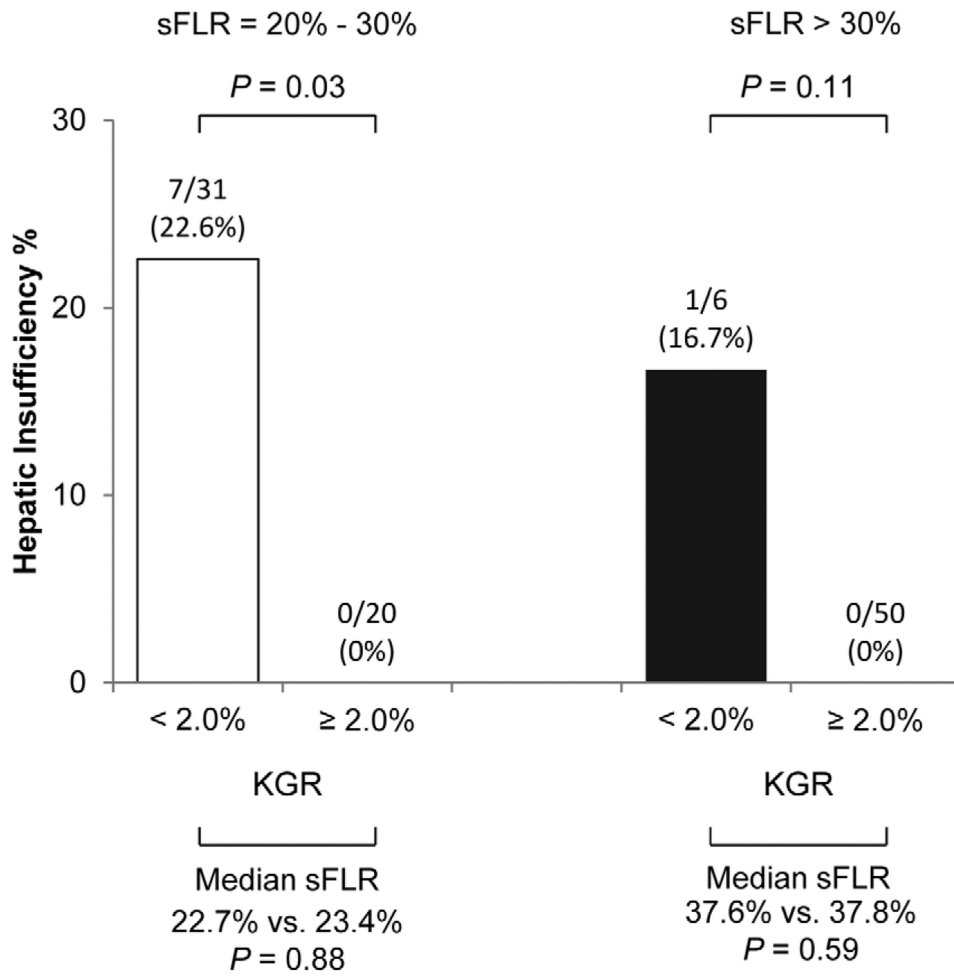 sFLR = 20% - 30%
sFLR > 30%
P = 0.03
P = 0.11
Hepatic Insufficiency %
30
20
10
0
7/31
(22.6%)
0/20
(0%)
1/6
(16.7%)
0/50
(0%)
< 2.0%
≥ 2.0%
< 2.0%
≥ 2.0%
KGR
KGR
Median sFLR
22.7% vs. 23.4%
P = 0.88
Median sFLR
37.6% vs. 37.8%
P = 0.59